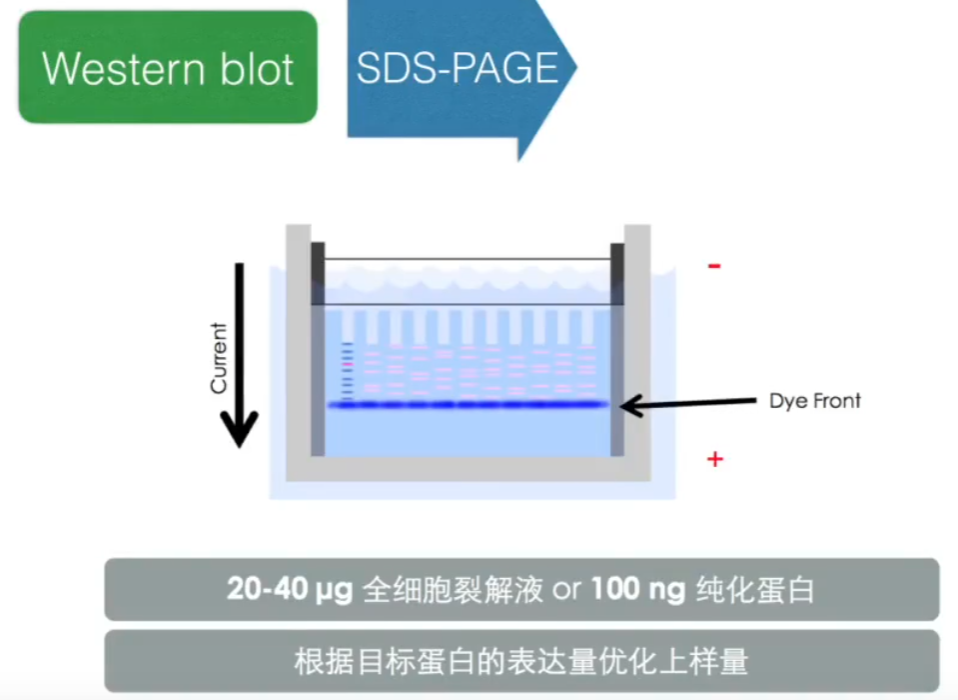 Western blot
SDS-PAGE
Current
-
Dye Front
+
20-40 μg 全细胞裂解液 or 100 ng 纯化蛋白
根据目标蛋白的表达量优化上样量